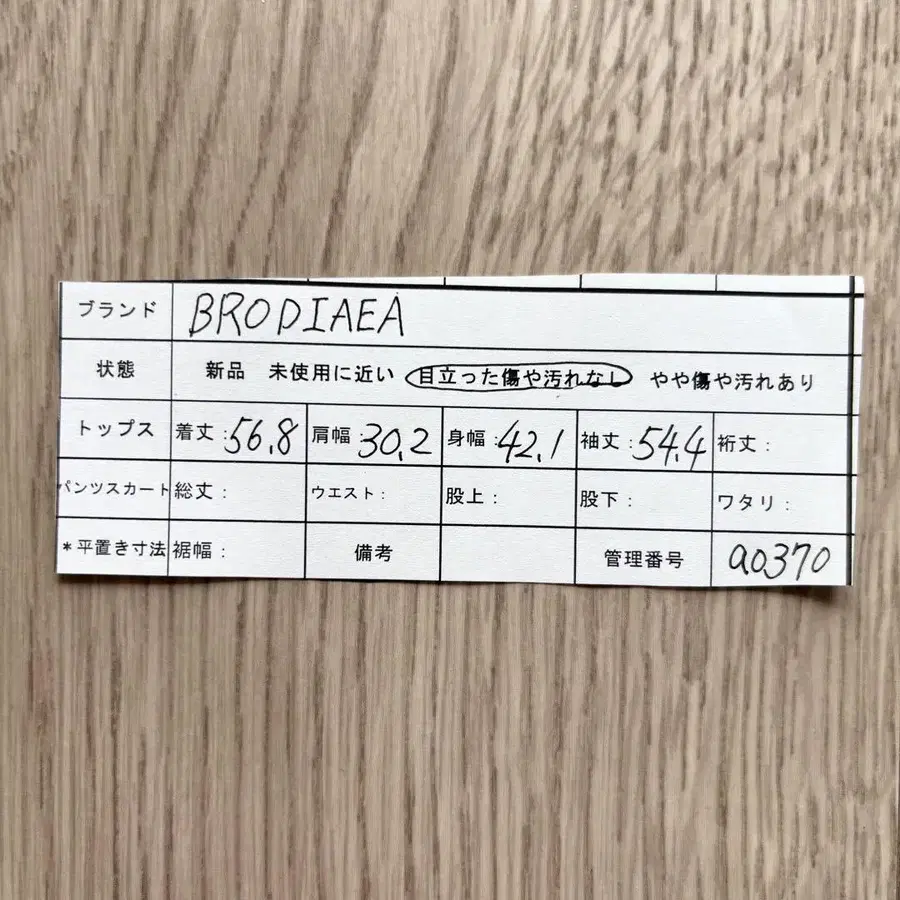 ブランド BRODIAEA
状態 新品 未使用に近い 目立った傷や汚れなし やや傷や汚れあり
トップス 着丈:56.8 肩幅:30.2 身幅:42.1 袖丈:54.4 裄丈:
パンツスカート 総丈: ウエスト: 股上: 股下: ワタリ:
*平置き寸法 裾幅: 備考 管理番号 a0370